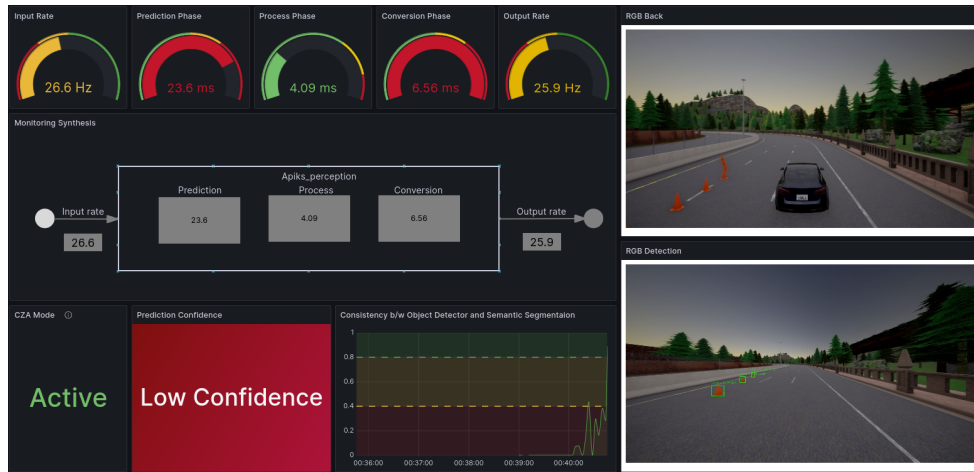 Input Rate
Prediction Phase
Process Phase
Conversion Phase
Output Rate
RGB Back
26.6 Hz
23.6 ms
4.09 ms
6.56 ms
25.9 Hz
Monitoring Synthesis
Apiks_perception
Prediction
Process
Conversion
Input rate
23.6
4.09
6.56
Output rate
26.6
25.9
RGB Detection
CZA Mode
Prediction Confidence
Consistency b/w Object Detector and Semantic Segmentaion
Active
Low Confidence
1
0.8
0.6
0.4
0.2
0
00:36:00
00:37:00
00:38:00
00:39:00
00:40:00